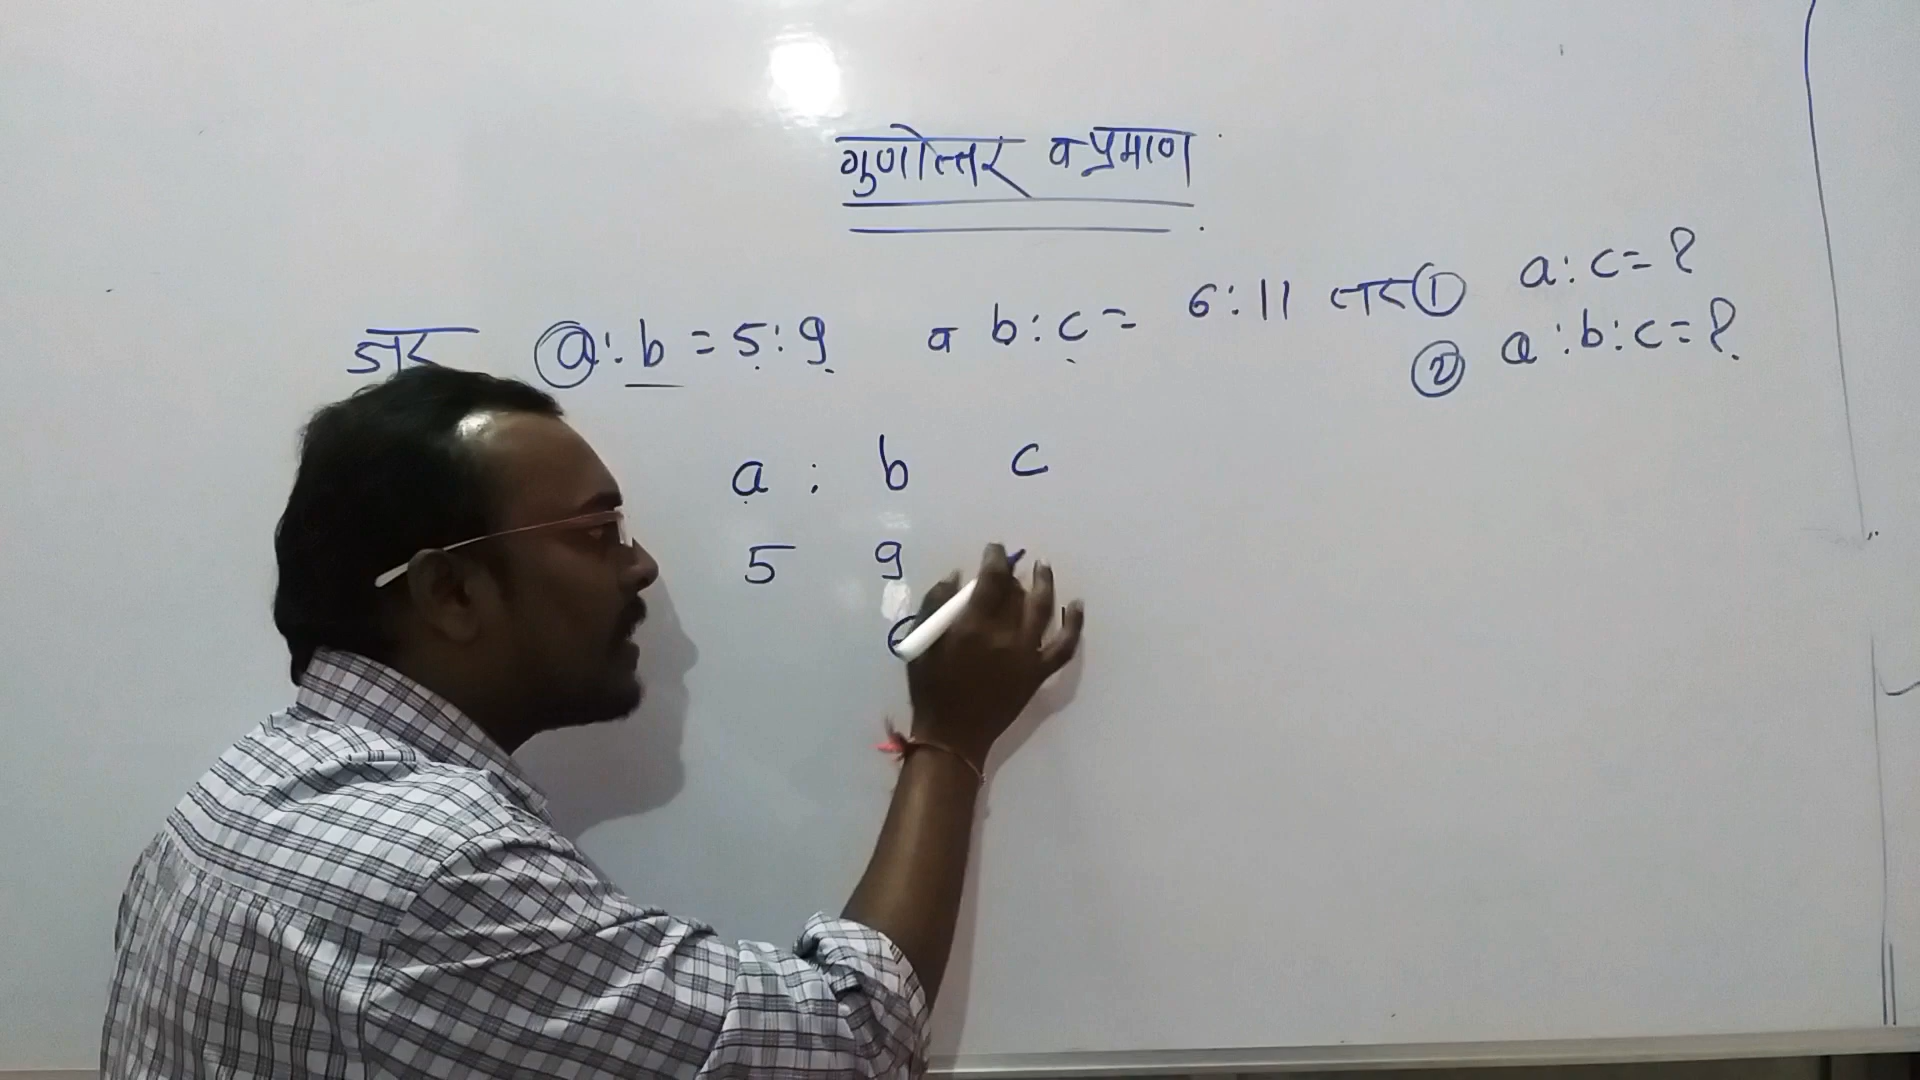 गुणोत्तर व प्रमाण
जर a:b = 5:9 व b:c = 6:11 तर ① a:c = ?
② a:b:c = ?
a : b c
5 9